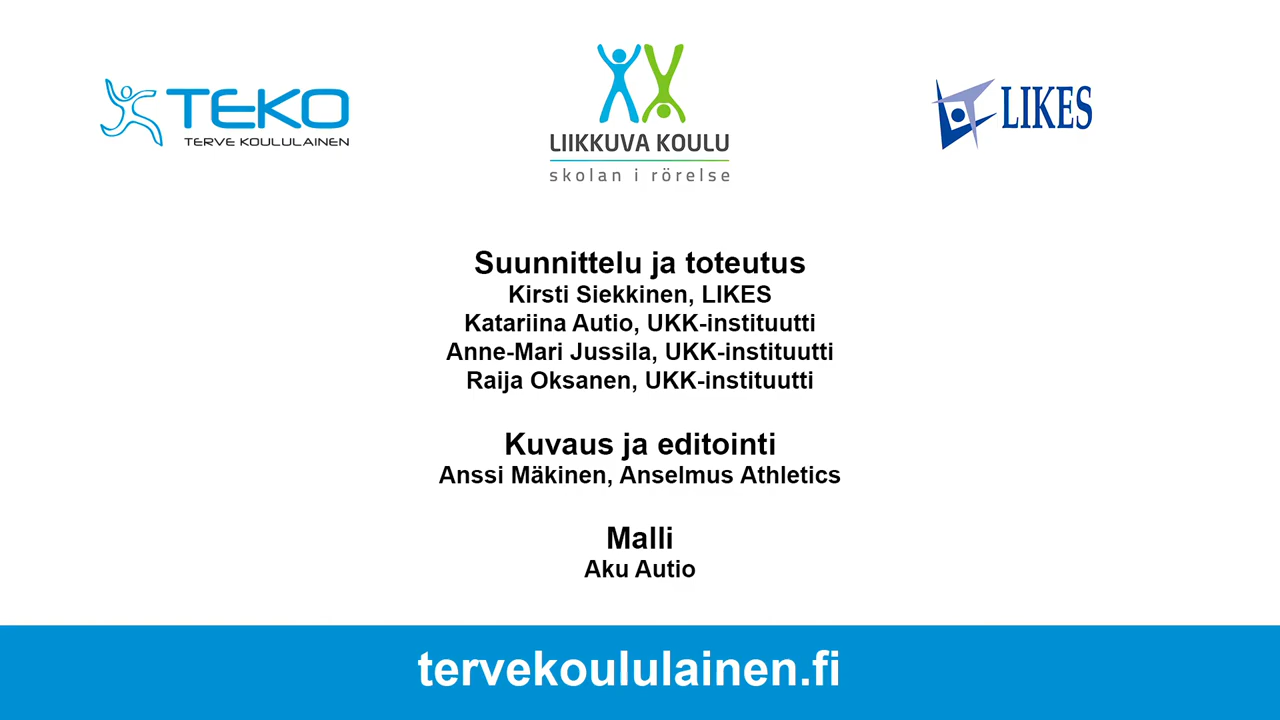 TEKO
TERVE KOULULAINEN
LIIKKUVA KOULU
skolan i rörelse
LIKES
Suunnittelu ja toteutus
Kirsti Siekkinen, LIKES
Katariina Autio, UKK-instituutti
Anne-Mari Jussila, UKK-instituutti
Raija Oksanen, UKK-instituutti
Kuvaus ja editointi
Anssi Mäkinen, Anselmus Athletics
Malli
Aku Autio
tervekoululainen.fi